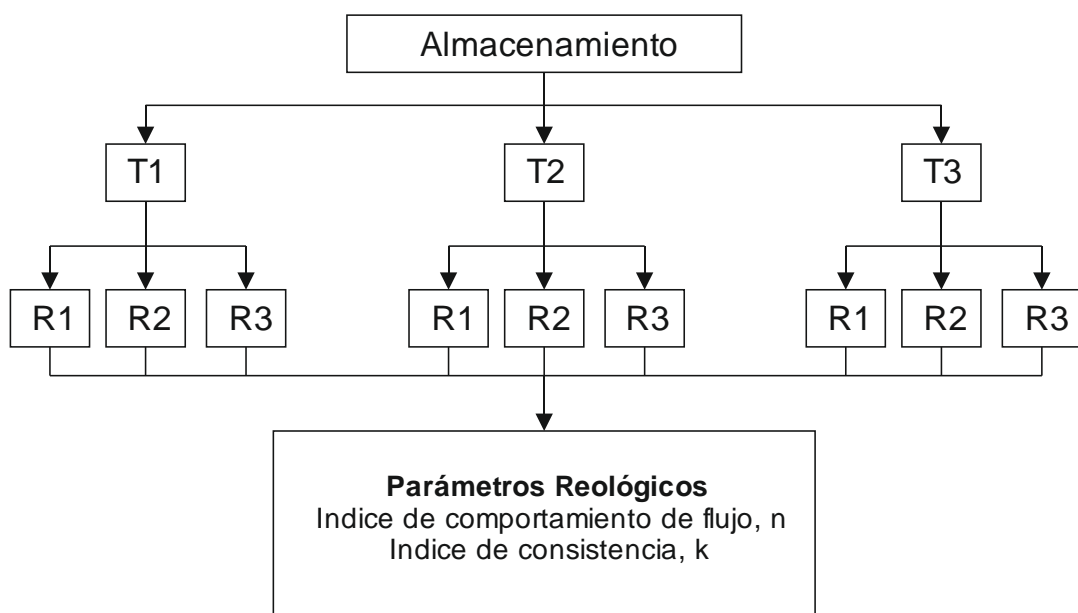 Almacenamiento
T1 T2 T3
R1 R2 R3 R1 R2 R3 R1 R2 R3
Parámetros Reológicos
Indice de comportamiento de flujo, n
Indice de consistencia, k